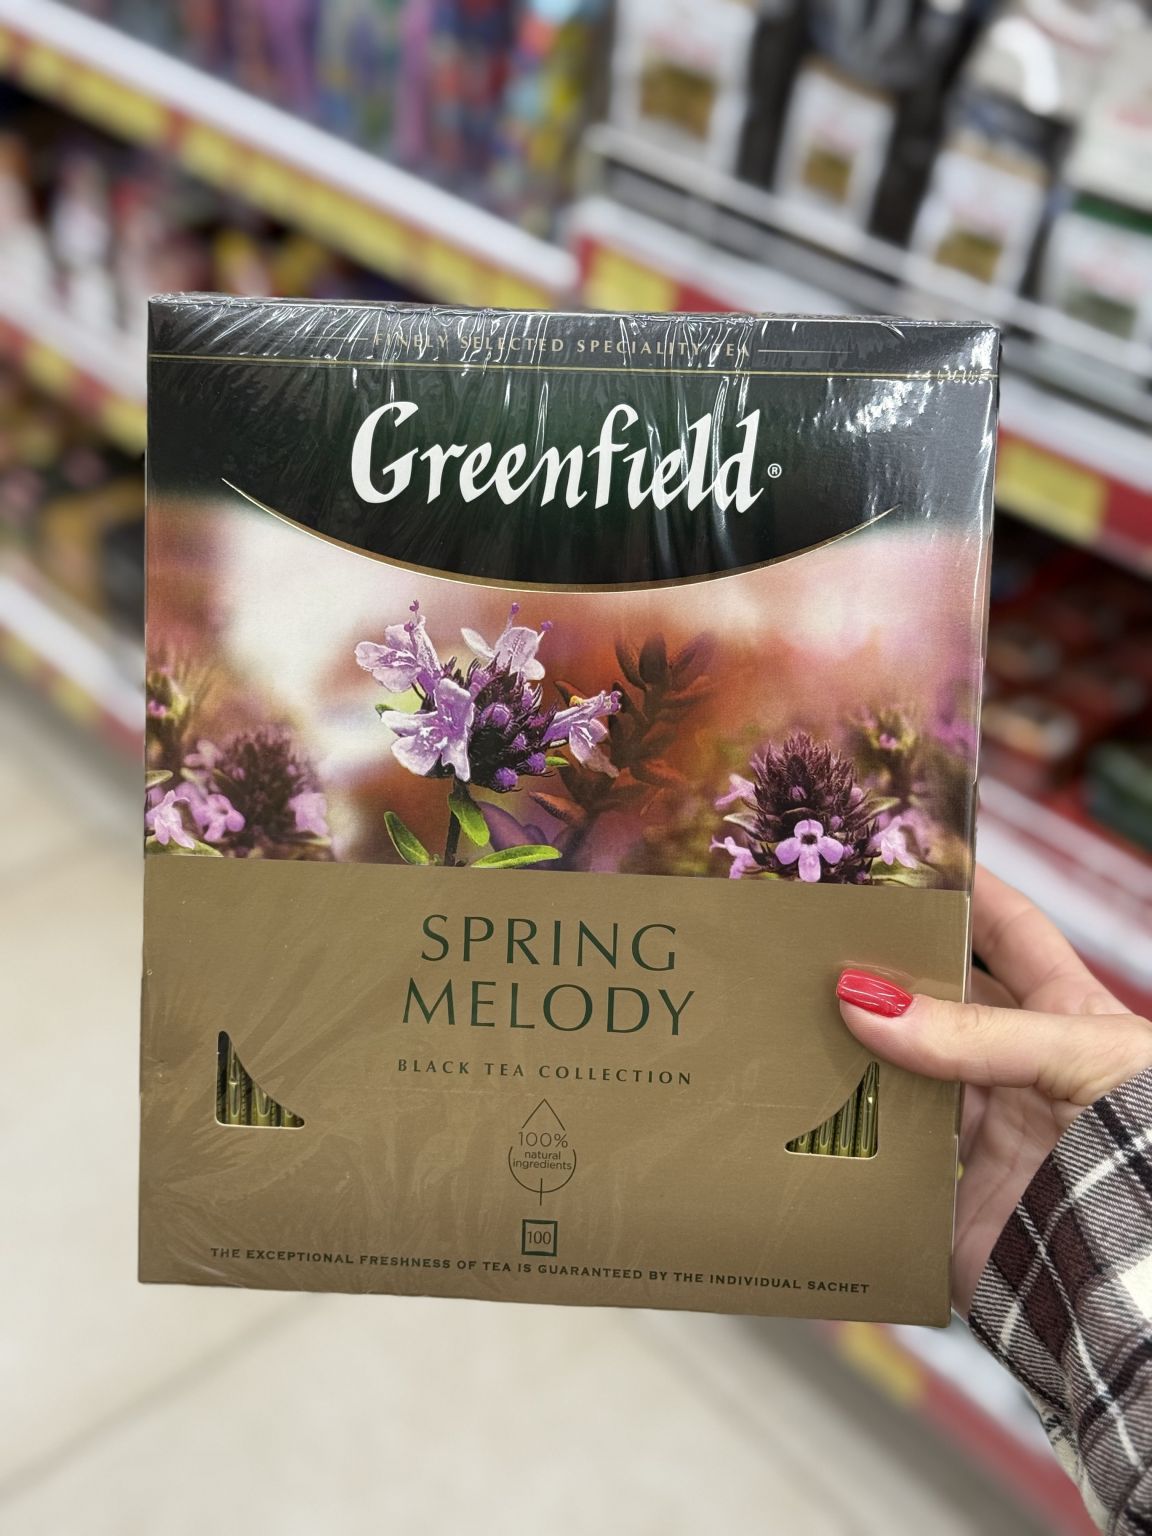 FINELY SELECTED SPECIALITY TEA
Greenfield®
SPRING
MELODY
BLACK TEA COLLECTION
100%
natural
ingredients
100
THE EXCEPTIONAL FRESHNESS OF TEA IS GUARANTEED BY THE INDIVIDUAL SACHET